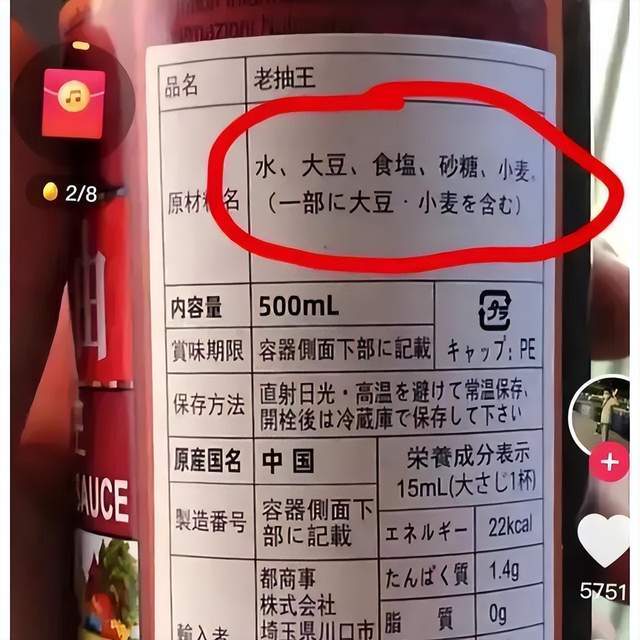 品名 老抽王
原材料名 水、大豆、食塩、砂糖、小麦。
（一部に大豆・小麦を含む）
2/8
内容量 500mL
プラ
賞味期限 容器側面下部に記載 キャップ：PE
保存方法 直射日光・高温を避けて常温保存、
開栓後は冷蔵庫で保存して下さい
原産国名 中国 栄養成分表示
15mL(大さじ1杯)
製造番号 容器側面下
部に記載
エネルギー 22kcal
SAUCE
都商事 たんぱく質 1.4g
株式会社
輸入者 埼玉県川口市 脂質 0g
5751